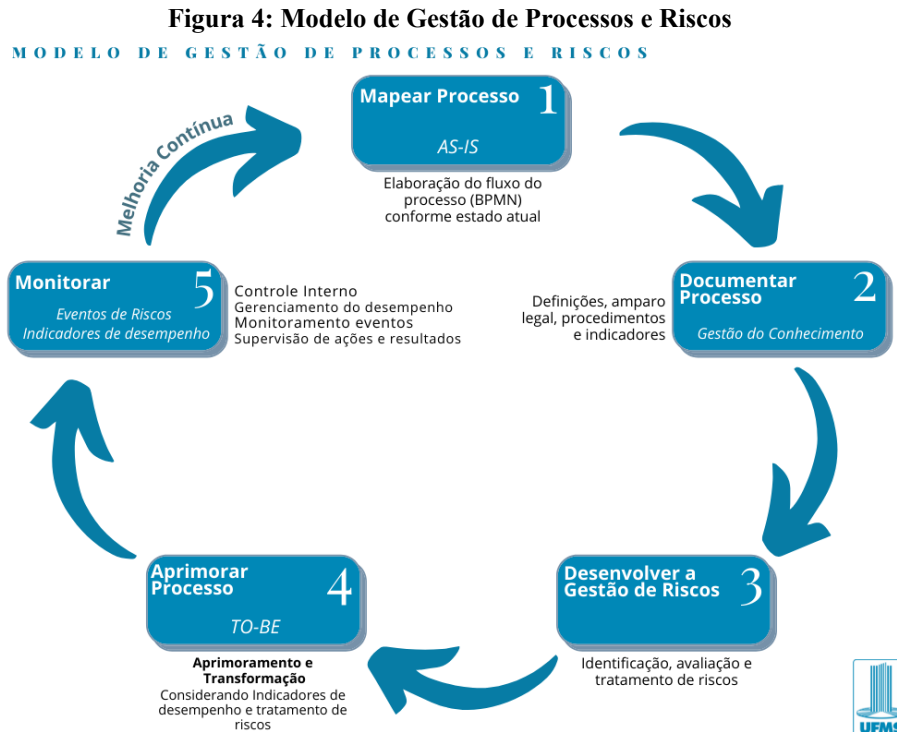 Figura 4: Modelo de Gestão de Processos e Riscos
MODELO DE GESTÃO DE PROCESSOS E RISCOS
Mapear Processo 1
AS-IS
Elaboração do fluxo do
processo (BPMN)
conforme estado atual
Documentar
Processo 2
Gestão do Conhecimento
Definições, amparo
legal, procedimentos
e indicadores
Desenvolver a
Gestão de Riscos 3
Identificação, avaliação e
tratamento de riscos
Aprimorar
Processo 4
TO-BE
Aprimoramento e
Transformação
Considerando Indicadores de
desempenho e tratamento de
riscos
Monitorar 5
Eventos de Riscos
Indicadores de desempenho
Controle Interno
Gerenciamento do desempenho
Monitoramento eventos
Supervisão de ações e resultados
Melhoria Contínua
UFMS